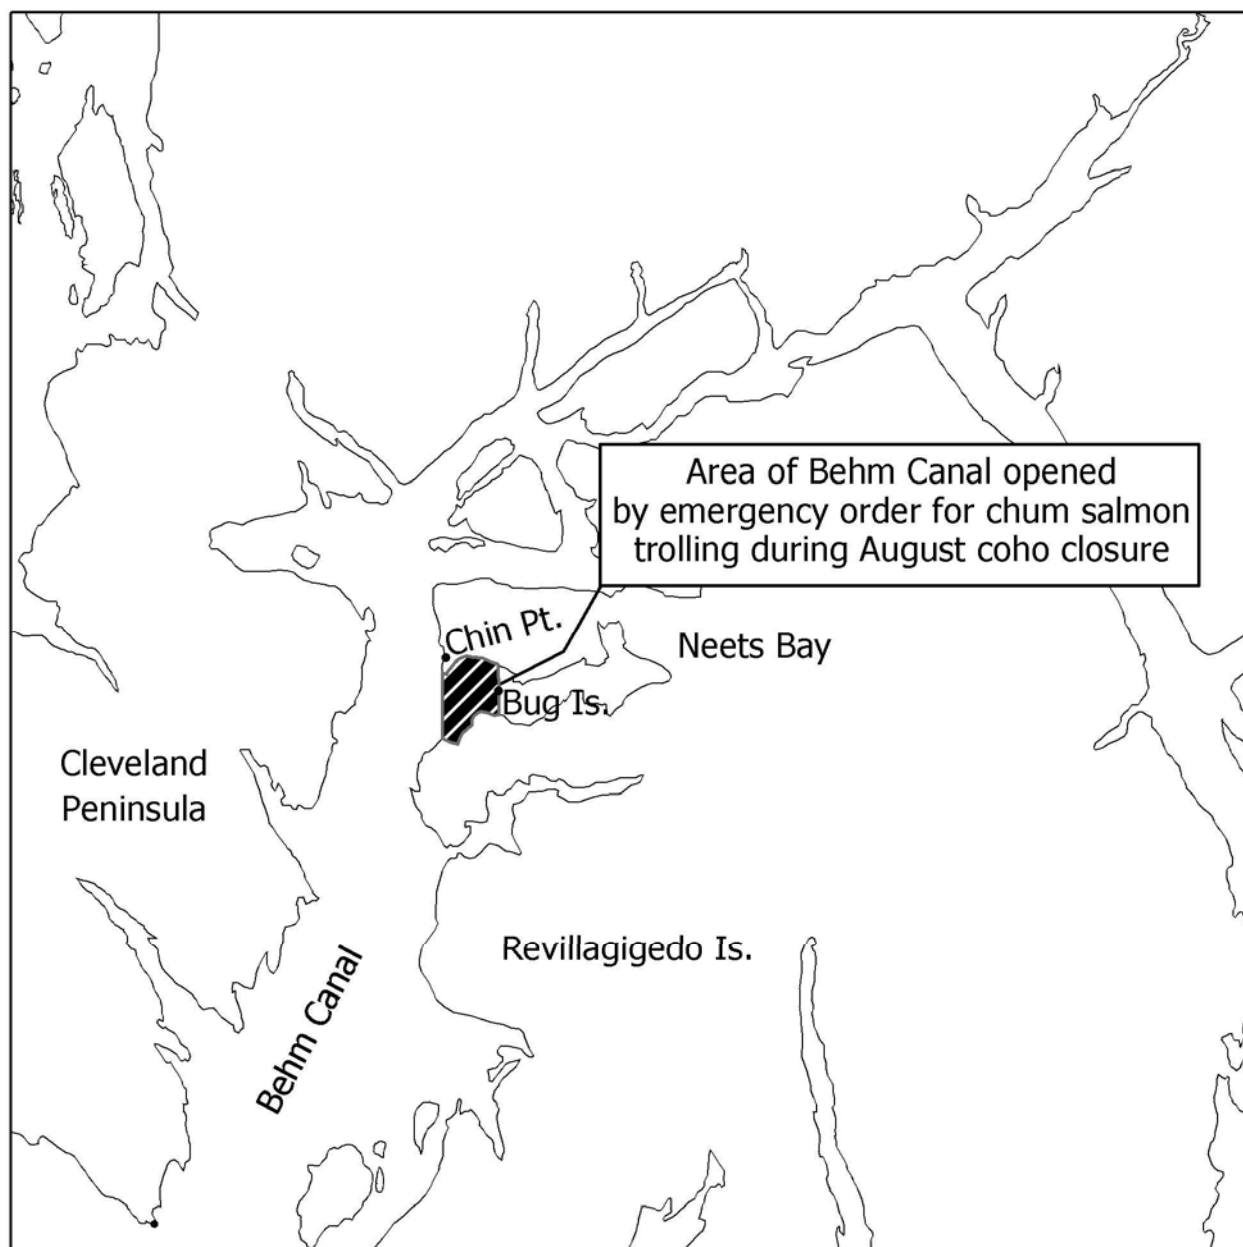 Area of Behm Canal opened
by emergency order for chum salmon
trolling during August coho closure
Chin Pt.
Neets Bay
Bug Is.
Cleveland
Peninsula
Revillagigedo Is.
Behm Canal